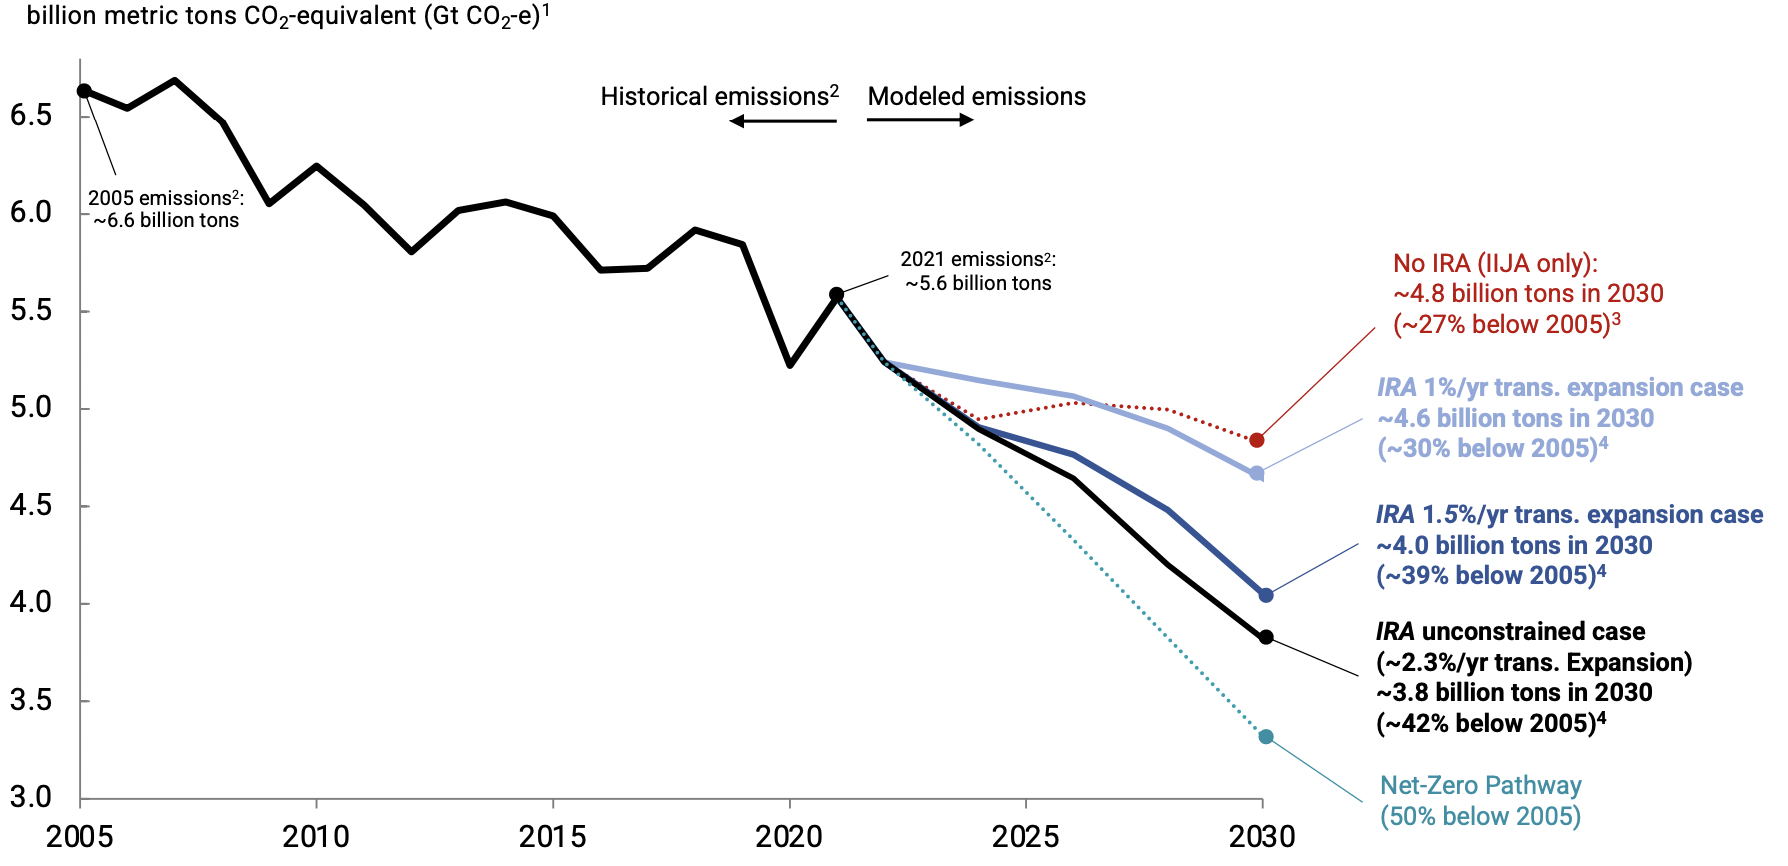 billion metric tons CO₂-equivalent (Gt CO₂-e)¹
6.5
6.0
5.5
5.0
4.5
4.0
3.5
3.0
2005
2010
2015
2020
2025
2030
Historical emissions²
Modeled emissions
2005 emissions²:
~6.6 billion tons
2021 emissions²:
~5.6 billion tons
No IRA (IIJA only):
~4.8 billion tons in 2030
(~27% below 2005)³
IRA 1%/yr trans. expansion case
~4.6 billion tons in 2030
(~30% below 2005)⁴
IRA 1.5%/yr trans. expansion case
~4.0 billion tons in 2030
(~39% below 2005)⁴
IRA unconstrained case
(~2.3%/yr trans. Expansion)
~3.8 billion tons in 2030
(~42% below 2005)⁴
Net-Zero Pathway
(50% below 2005)